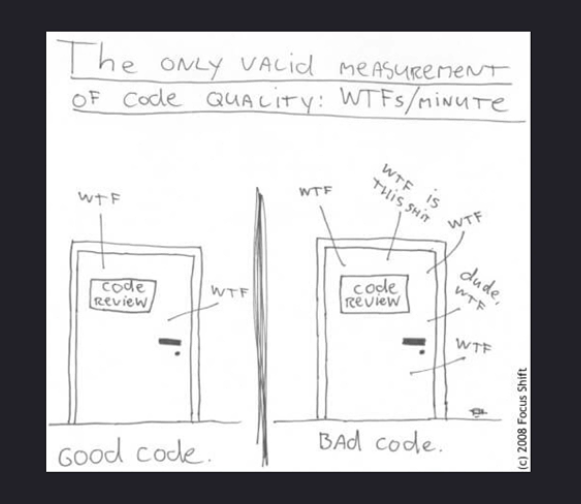 The ONLY VALid MEASUREMENT
OF Code QUALITY: WTFs/MINUTE
WTF
code
REVIEW
WTF
GOOD CODE.
WTF
WTF is
THIS SHIT
WTF
code
REVIEW
dude,
WTF
WTF
BAd code.
(c) 2008 Focus Shift